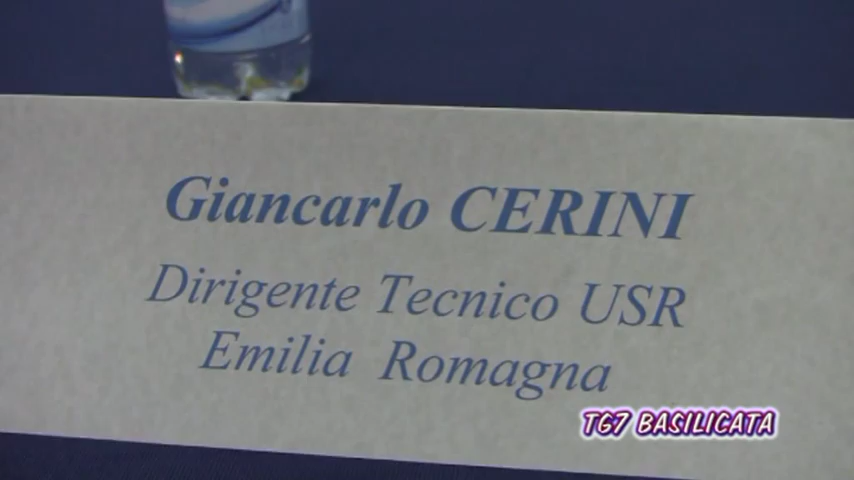 Giancarlo CERINI
Dirigente Tecnico USR
Emilia Romagna
TG7 BASILICATA